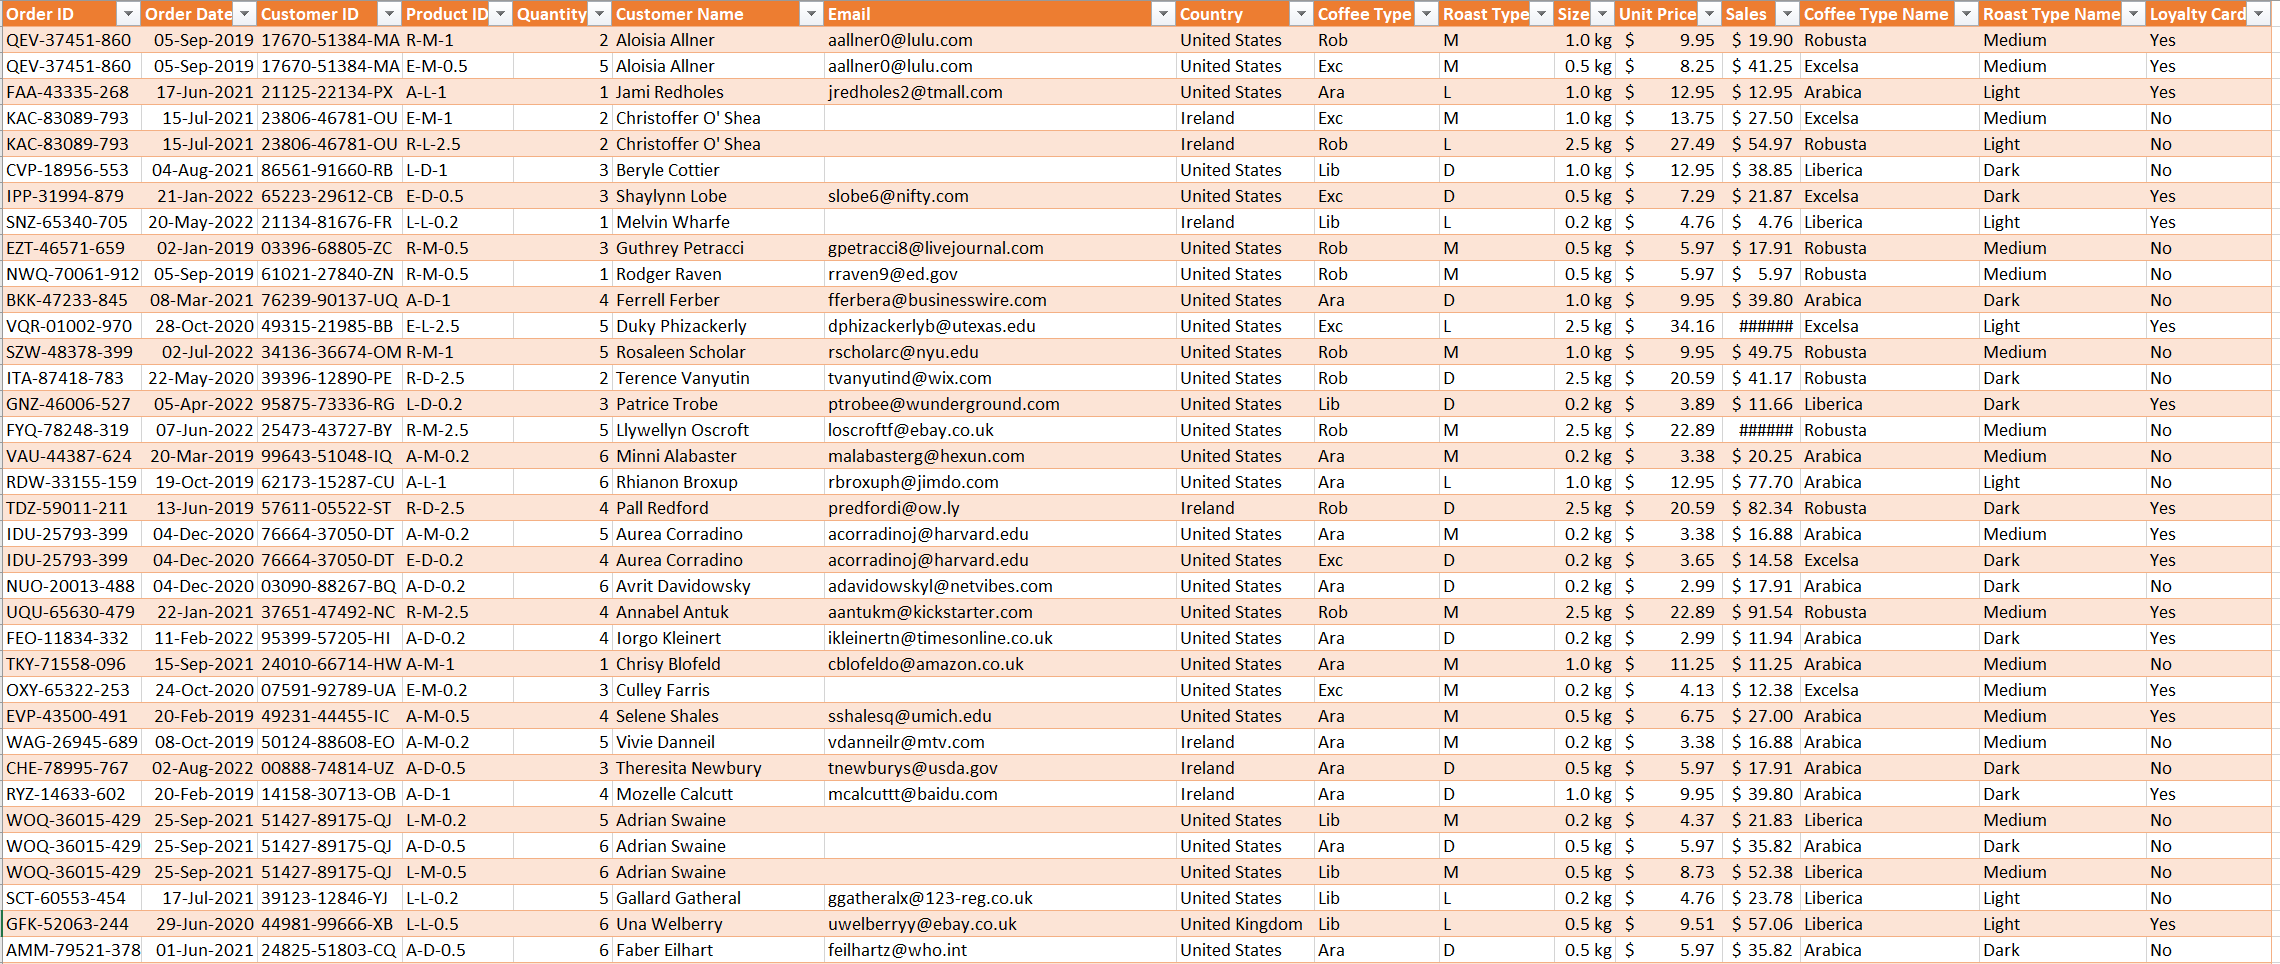 Order ID Order Date Customer ID Product ID Quantity Customer Name Email Country Coffee Type Roast Type Size Unit Price Sales Coffee Type Name Roast Type Name Loyalty Card
QEV-37451-860 05-Sep-2019 17670-51384-MA R-M-1 2 Aloisia Allner aallner0@lulu.com United States Rob M 1.0 kg $ 9.95 $ 19.90 Robusta Medium Yes
QEV-37451-860 05-Sep-2019 17670-51384-MA E-M-0.5 5 Aloisia Allner aallner0@lulu.com United States Exc M 0.5 kg $ 8.25 $ 41.25 Excelsa Medium Yes
FAA-43335-268 17-Jun-2021 21125-22134-PX A-L-1 1 Jami Redholes jredholes2@tmall.com United States Ara L 1.0 kg $ 12.95 $ 12.95 Arabica Light Yes
KAC-83089-793 15-Jul-2021 23806-46781-OU E-M-1 2 Christoffer O' Shea Ireland Exc M 1.0 kg $ 13.75 $ 27.50 Excelsa Medium No
KAC-83089-793 15-Jul-2021 23806-46781-OU R-L-2.5 2 Christoffer O' Shea Ireland Rob L 2.5 kg $ 27.49 $ 54.97 Robusta Light No
CVP-18956-553 04-Aug-2021 86561-91660-RB L-D-1 3 Beryle Cottier United States Lib D 1.0 kg $ 12.95 $ 38.85 Liberica Dark No
IPP-31994-879 21-Jan-2022 65223-29612-CB E-D-0.5 3 Shaylynn Lobe slobe6@nifty.com United States Exc D 0.5 kg $ 7.29 $ 21.87 Excelsa Dark Yes
SNZ-65340-705 20-May-2022 21134-81676-FR L-L-0.2 1 Melvin Wharfe Ireland Lib L 0.2 kg $ 4.76 $ 4.76 Liberica Light Yes
EZT-46571-659 02-Jan-2019 03396-68805-ZC R-M-0.5 3 Guthrey Petracci gpetracci8@livejournal.com United States Rob M 0.5 kg $ 5.97 $ 17.91 Robusta Medium No
NWQ-70061-912 05-Sep-2019 61021-27840-ZN R-M-0.5 1 Rodger Raven rraven9@ed.gov United States Rob M 0.5 kg $ 5.97 $ 5.97 Robusta Medium No
BKK-47233-845 08-Mar-2021 76239-90137-UQ A-D-1 4 Ferrell Ferber fferbera@businesswire.com United States Ara D 1.0 kg $ 9.95 $ 39.80 Arabica Dark No
VQR-01002-970 28-Oct-2020 49315-21985-BB E-L-2.5 5 Duky Phizackerly dphizackerlyb@utexas.edu United States Exc L 2.5 kg $ 34.16 ###### Excelsa Light Yes
SZW-48378-399 02-Jul-2022 34136-36674-OM R-M-1 5 Rosaleen Scholar rscholarc@nyu.edu United States Rob M 1.0 kg $ 9.95 $ 49.75 Robusta Medium No
ITA-87418-783 22-May-2020 39396-12890-PE R-D-2.5 2 Terence Vanyutin tvanyutind@wix.com United States Rob D 2.5 kg $ 20.59 $ 41.17 Robusta Dark No
GNZ-46006-527 05-Apr-2022 95875-73336-RG L-D-0.2 3 Patrice Trobe ptrobee@wunderground.com United States Lib D 0.2 kg $ 3.89 $ 11.66 Liberica Dark Yes
FYQ-78248-319 07-Jun-2022 25473-43727-BY R-M-2.5 5 Llywellyn Oscroft loscroftf@ebay.co.uk United States Rob M 2.5 kg $ 22.89 ###### Robusta Medium No
VAU-44387-624 20-Mar-2019 99643-51048-IQ A-M-0.2 6 Minni Alabaster malabasterg@hexun.com United States Ara M 0.2 kg $ 3.38 $ 20.25 Arabica Medium No
RDW-33155-159 19-Oct-2019 62173-15287-CU A-L-1 6 Rhianon Broxup rbroxuph@jimdo.com United States Ara L 1.0 kg $ 12.95 $ 77.70 Arabica Light No
TDZ-59011-211 13-Jun-2019 57611-05522-ST R-D-2.5 4 Pall Redford predfordi@ow.ly Ireland Rob D 2.5 kg $ 20.59 $ 82.34 Robusta Dark Yes
IDU-25793-399 04-Dec-2020 76664-37050-DT A-M-0.2 5 Aurea Corradino acorradinoj@harvard.edu United States Ara M 0.2 kg $ 3.38 $ 16.88 Arabica Medium Yes
IDU-25793-399 04-Dec-2020 76664-37050-DT E-D-0.2 4 Aurea Corradino acorradinoj@harvard.edu United States Exc D 0.2 kg $ 3.65 $ 14.58 Excelsa Dark Yes
NUO-20013-488 04-Dec-2020 03090-88267-BQ A-D-0.2 6 Avrit Davidowsky adavidowskyl@netvibes.com United States Ara D 0.2 kg $ 2.99 $ 17.91 Arabica Dark No
UQU-65630-479 22-Jan-2021 37651-47492-NC R-M-2.5 4 Annabel Antuk aantukm@kickstarter.com United States Rob M 2.5 kg $ 22.89 $ 91.54 Robusta Medium Yes
FEO-11834-332 11-Feb-2022 95399-57205-HI A-D-0.2 4 Iorgo Kleinert ikleinertn@timesonline.co.uk United States Ara D 0.2 kg $ 2.99 $ 11.94 Arabica Dark Yes
TKY-71558-096 15-Sep-2021 24010-66714-HW A-M-1 1 Chrisy Blofeld cblofeldo@amazon.co.uk United States Ara M 1.0 kg $ 11.25 $ 11.25 Arabica Medium No
OXY-65322-253 24-Oct-2020 07591-92789-UA E-M-0.2 3 Culley Farris United States Exc M 0.2 kg $ 4.13 $ 12.38 Excelsa Medium Yes
EVP-43500-491 20-Feb-2019 49231-44455-IC A-M-0.5 4 Selene Shales sshalesq@umich.edu United States Ara M 0.5 kg $ 6.75 $ 27.00 Arabica Medium Yes
WAG-26945-689 08-Oct-2019 50124-88608-EO A-M-0.2 5 Vivie Danneil vdanneilr@mtv.com Ireland Ara M 0.2 kg $ 3.38 $ 16.88 Arabica Medium No
CHE-78995-767 02-Aug-2022 00888-74814-UZ A-D-0.5 3 Theresita Newbury tnewburys@usda.gov Ireland Ara D 0.5 kg $ 5.97 $ 17.91 Arabica Dark No
RYZ-14633-602 20-Feb-2019 14158-30713-OB A-D-1 4 Mozelle Calcutt mcalcuttt@baidu.com Ireland Ara D 1.0 kg $ 9.95 $ 39.80 Arabica Dark Yes
WOQ-36015-429 25-Sep-2021 51427-89175-QJ L-M-0.2 5 Adrian Swaine United States Lib M 0.2 kg $ 4.37 $ 21.83 Liberica Medium No
WOQ-36015-429 25-Sep-2021 51427-89175-QJ A-D-0.5 6 Adrian Swaine United States Ara D 0.5 kg $ 5.97 $ 35.82 Arabica Dark No
WOQ-36015-429 25-Sep-2021 51427-89175-QJ L-M-0.5 6 Adrian Swaine United States Lib M 0.5 kg $ 8.73 $ 52.38 Liberica Medium No
SCT-60553-454 17-Jul-2021 39123-12846-YJ L-L-0.2 5 Gallard Gatheral ggatheralx@123-reg.co.uk United States Lib L 0.2 kg $ 4.76 $ 23.78 Liberica Light No
GFK-52063-244 29-Jun-2020 44981-99666-XB L-L-0.5 6 Una Welberry uwelberryy@ebay.co.uk United Kingdom Lib L 0.5 kg $ 9.51 $ 57.06 Liberica Light Yes
AMM-79521-378 01-Jun-2021 24825-51803-CQ A-D-0.5 6 Faber Eilhart feilhartz@who.int United States Ara D 0.5 kg $ 5.97 $ 35.82 Arabica Dark No